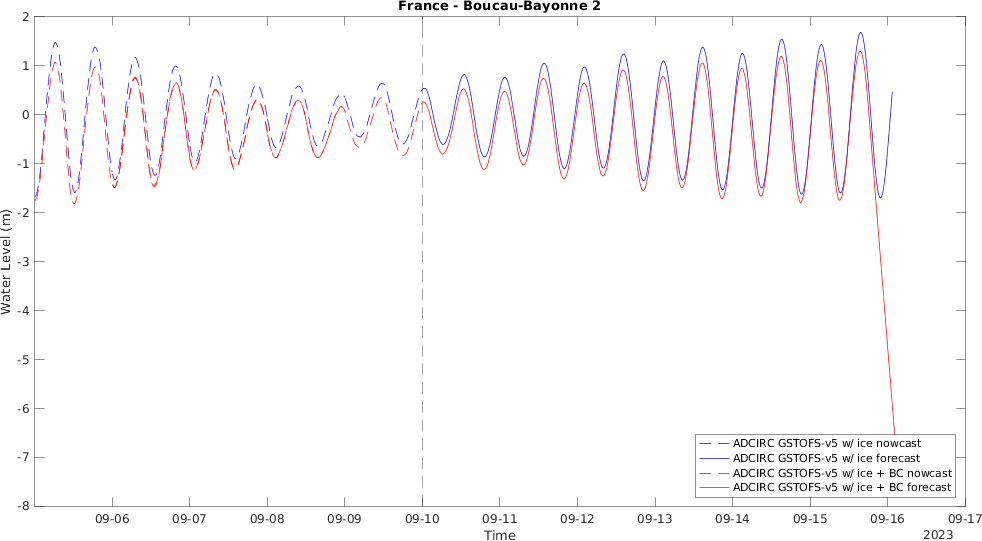 France - Boucau-Bayonne 2
2
1
0
-1
-2
-3
-4
-5
-6
-7
-8
Water Level (m)
ADCIRC GSTOFS-v5 w/ ice nowcast
ADCIRC GSTOFS-v5 w/ ice forecast
ADCIRC GSTOFS-v5 w/ ice + BC nowcast
ADCIRC GSTOFS-v5 w/ ice + BC forecast
09-06 09-07 09-08 09-09 09-10 09-11 09-12 09-13 09-14 09-15 09-16 09-17
Time
2023